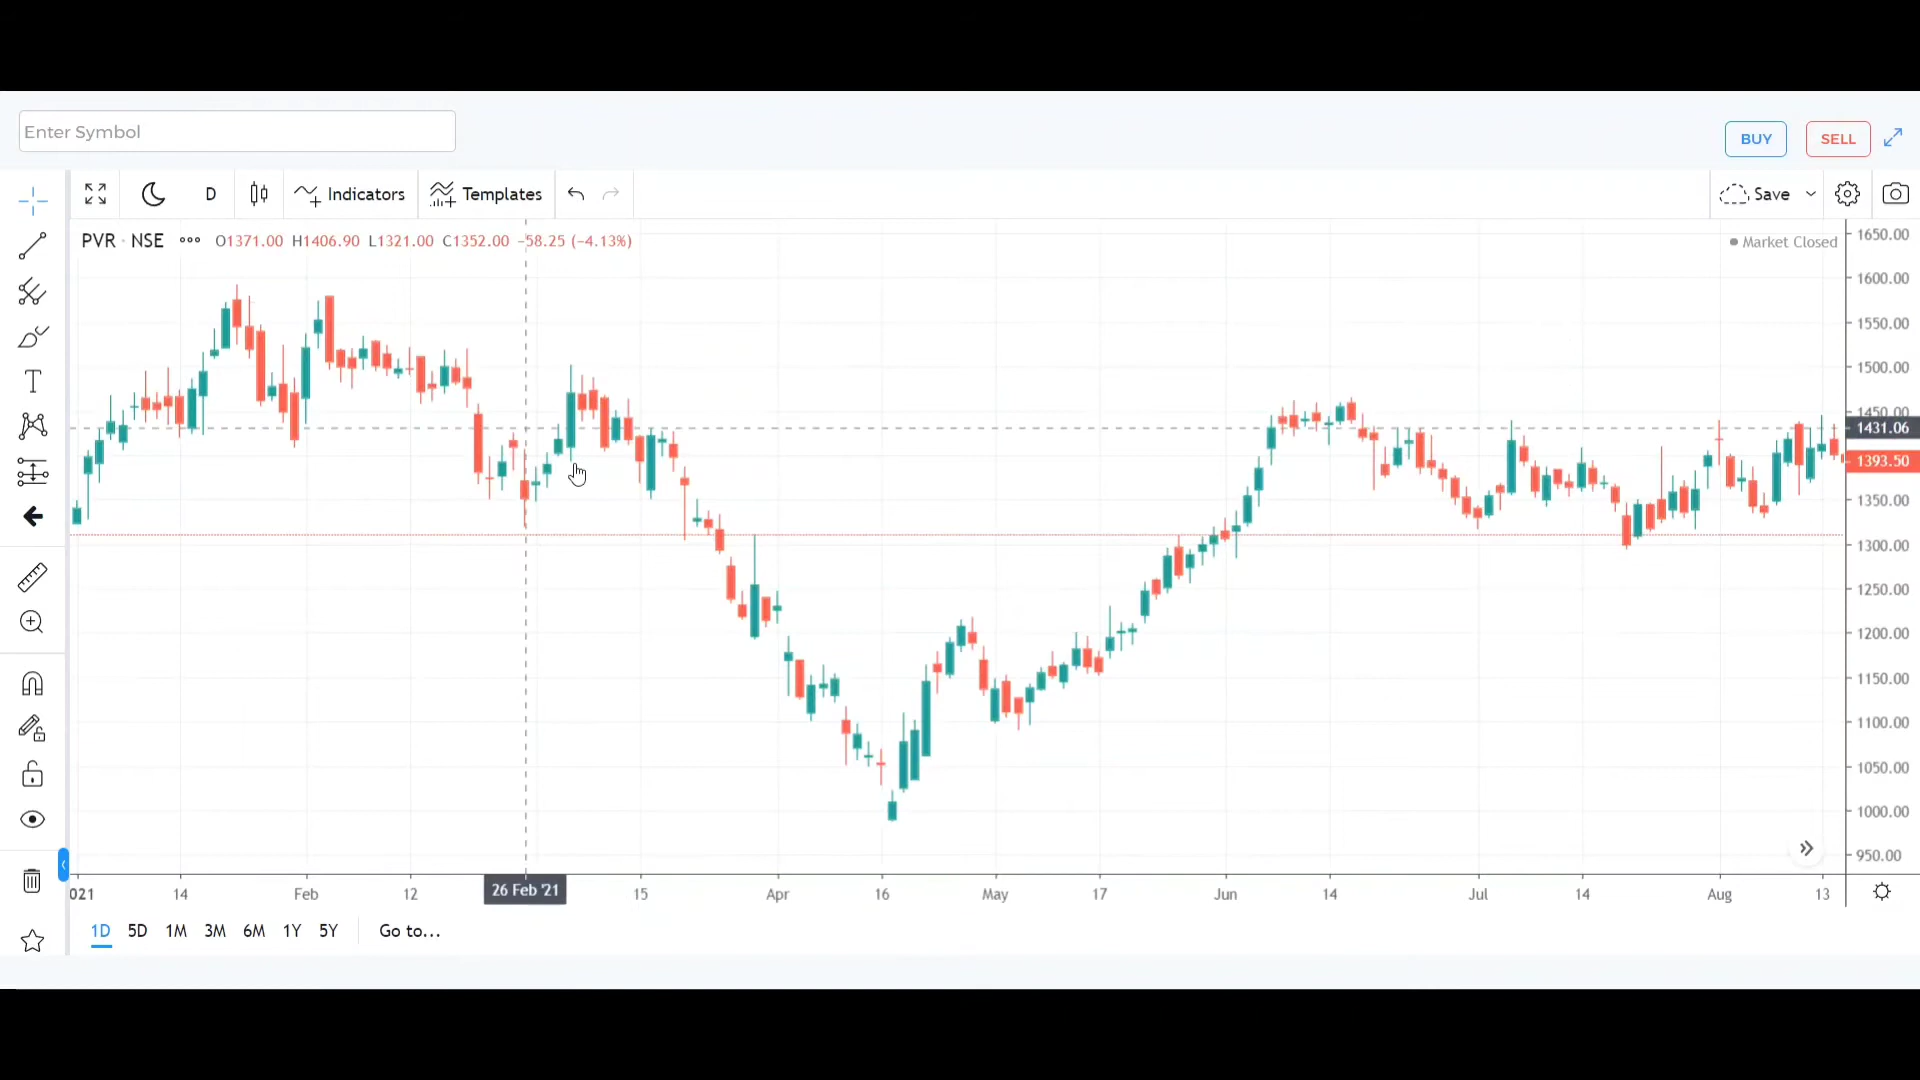 Enter Symbol
BUY
SELL
D
Indicators
Templates
Save
PVR · NSE ••• O1371.00 H1406.90 L1321.00 C1352.00 −58.25 (−4.13%)
Market Closed
1650.00
1600.00
1550.00
1500.00
1450.00
1431.06
1393.50
1350.00
1300.00
1250.00
1200.00
1150.00
1100.00
1050.00
1000.00
950.00
021 14 Feb 12 26 Feb '21 15 Apr 16 May 17 Jun 14 Jul 14 Aug 13
1D 5D 1M 3M 6M 1Y 5Y Go to...